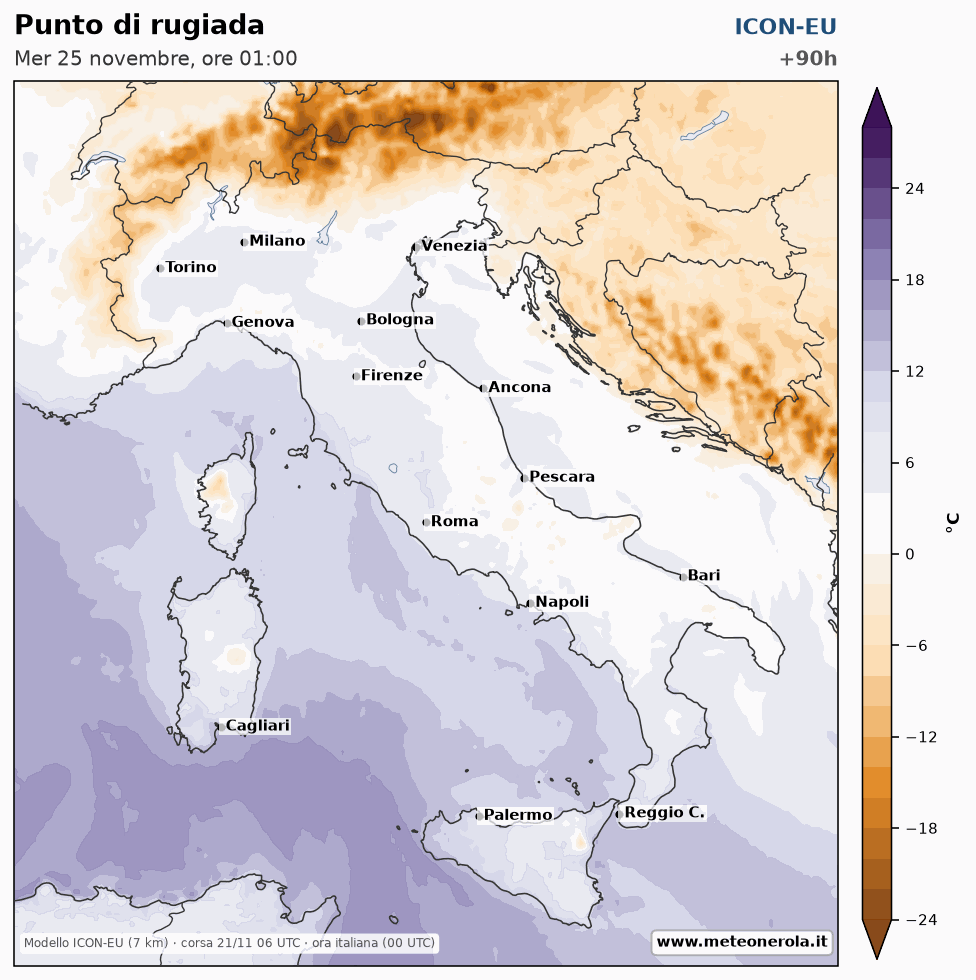 Punto di rugiada
ICON-EU
Mer 25 novembre, ore 01:00
+90h
Milano
Venezia
Torino
Genova
Bologna
Firenze
Ancona
Pescara
Roma
Bari
Napoli
Cagliari
Palermo
Reggio C.
24
18
12
6
0
−6
−12
−18
−24
°C
Modello ICON-EU (7 km) · corsa 21/11 06 UTC · ora italiana (00 UTC)
www.meteonerola.it